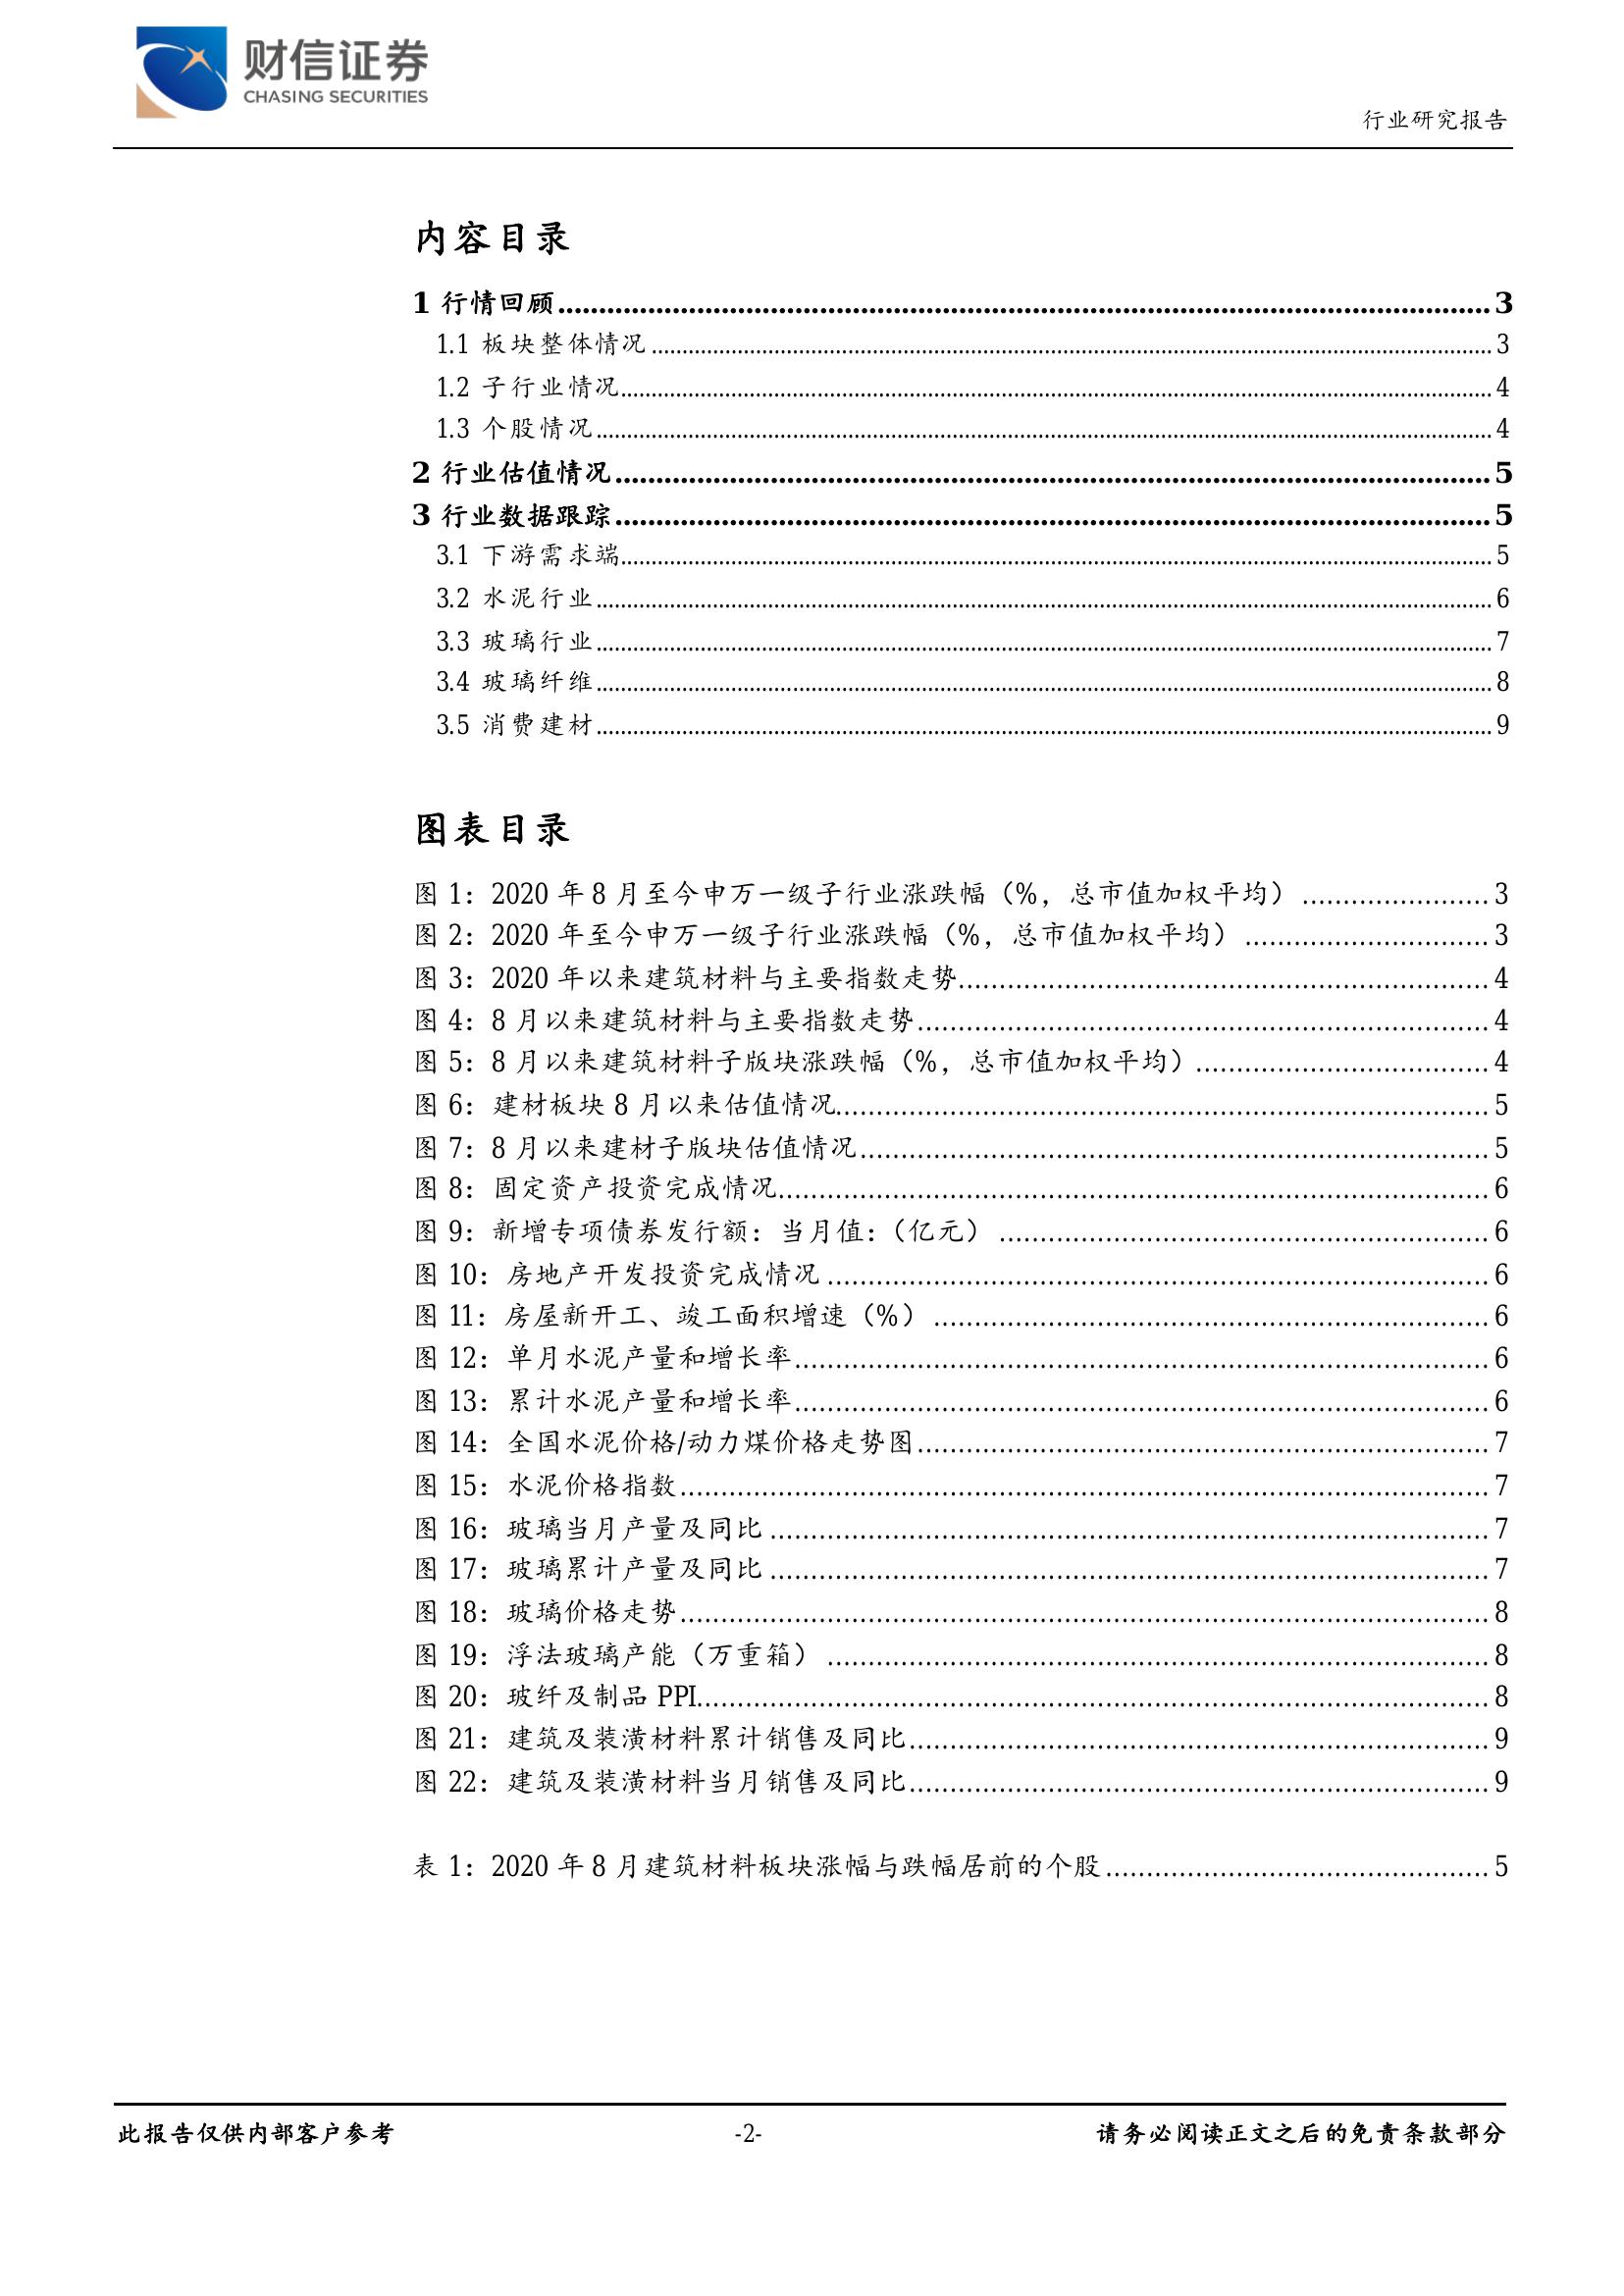 财信证券
CHASING SECURITIES
行业研究报告
内容目录
1 行情回顾........................................3
1.1 板块整体情况........................................3
1.2 子行业情况........................................4
1.3 个股情况........................................4
2 行业估值情况........................................5
3 行业数据跟踪........................................5
3.1 下游需求端........................................5
3.2 水泥行业........................................6
3.3 玻璃行业........................................7
3.4 玻璃纤维........................................8
3.5 消费建材........................................9
图表目录
图 1：2020 年 8 月至今申万一级子行业涨跌幅（%，总市值加权平均）........................................3
图 2：2020 年至今申万一级子行业涨跌幅（%，总市值加权平均）........................................3
图 3：2020 年以来建筑材料与主要指数走势........................................4
图 4：8 月以来建筑材料与主要指数走势........................................4
图 5：8 月以来建筑材料子版块涨跌幅（%，总市值加权平均）........................................4
图 6：建材板块 8 月以来估值情况........................................5
图 7：8 月以来建材子版块估值情况........................................5
图 8：固定资产投资完成情况........................................6
图 9：新增专项债券发行额：当月值：（亿元）........................................6
图 10：房地产开发投资完成情况........................................6
图 11：房屋新开工、竣工面积增速（%）........................................6
图 12：单月水泥产量和增长率........................................6
图 13：累计水泥产量和增长率........................................6
图 14：全国水泥价格/动力煤价格走势图........................................7
图 15：水泥价格指数........................................7
图 16：玻璃当月产量及同比........................................7
图 17：玻璃累计产量及同比........................................7
图 18：玻璃价格走势........................................8
图 19：浮法玻璃产能（万重箱）........................................8
图 20：玻纤及制品 PPI........................................8
图 21：建筑及装潢材料累计销售及同比........................................9
图 22：建筑及装潢材料当月销售及同比........................................9
表 1：2020 年 8 月建筑材料板块涨幅与跌幅居前的个股........................................5
此报告仅供内部客户参考
-2-
请务必阅读正文之后的免责条款部分